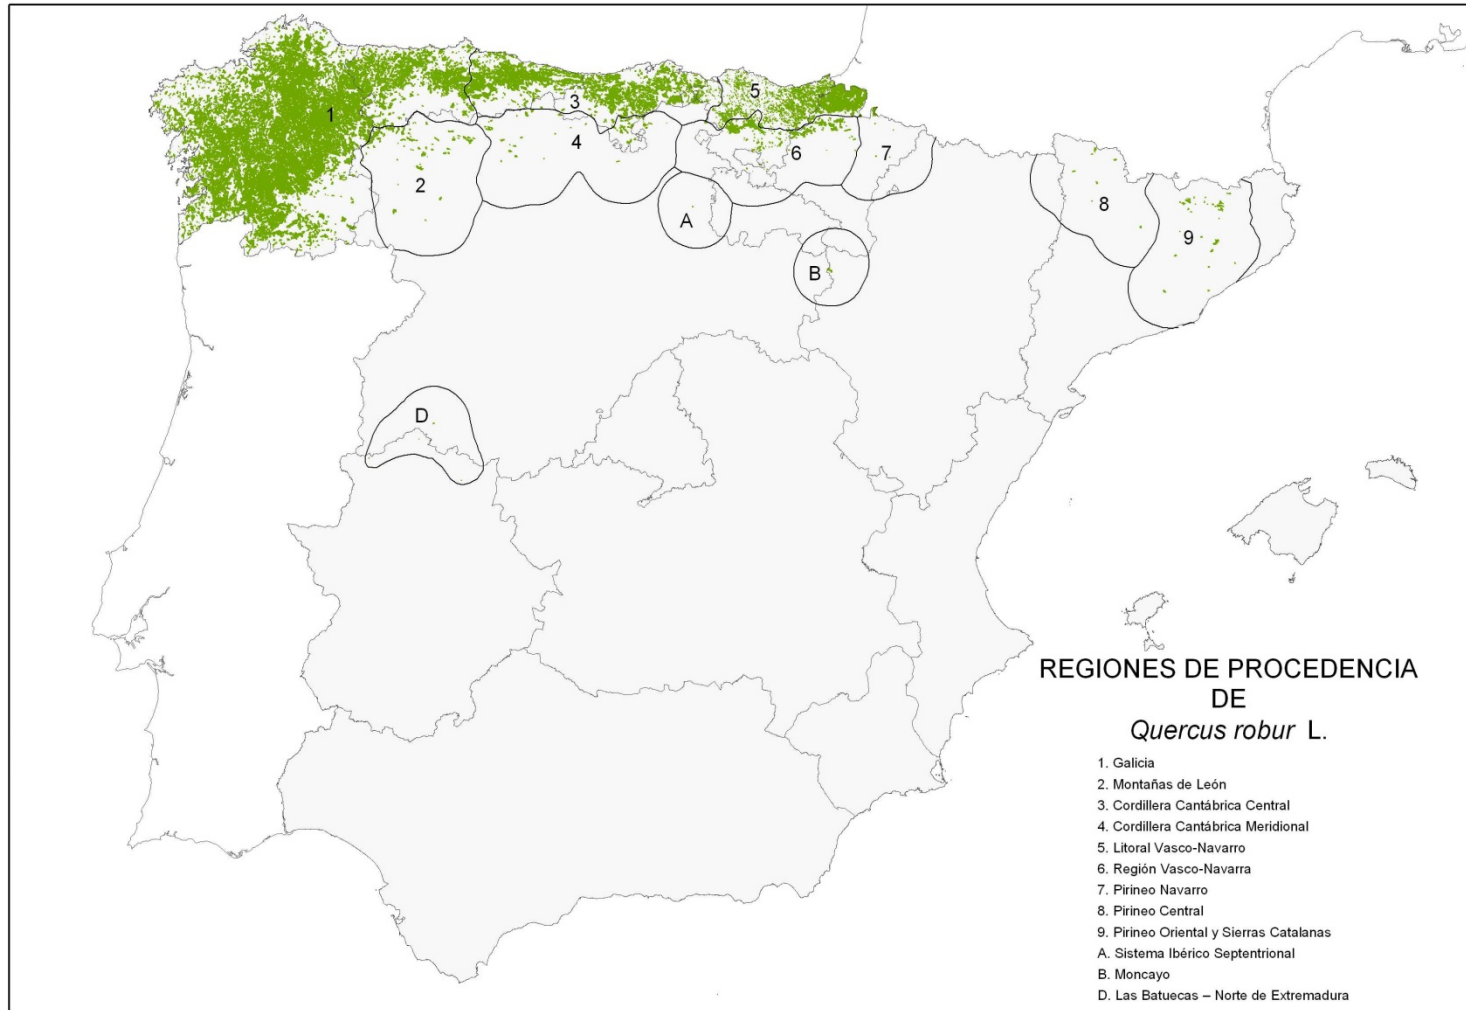 1
2
3
4
5
6
7
8
9
A
B
D
REGIONES DE PROCEDENCIA
DE
Quercus robur L.
1. Galicia
2. Montañas de León
3. Cordillera Cantábrica Central
4. Cordillera Cantábrica Meridional
5. Litoral Vasco-Navarro
6. Región Vasco-Navarra
7. Pirineo Navarro
8. Pirineo Central
9. Pirineo Oriental y Sierras Catalanas
A. Sistema Ibérico Septentrional
B. Moncayo
D. Las Batuecas – Norte de Extremadura